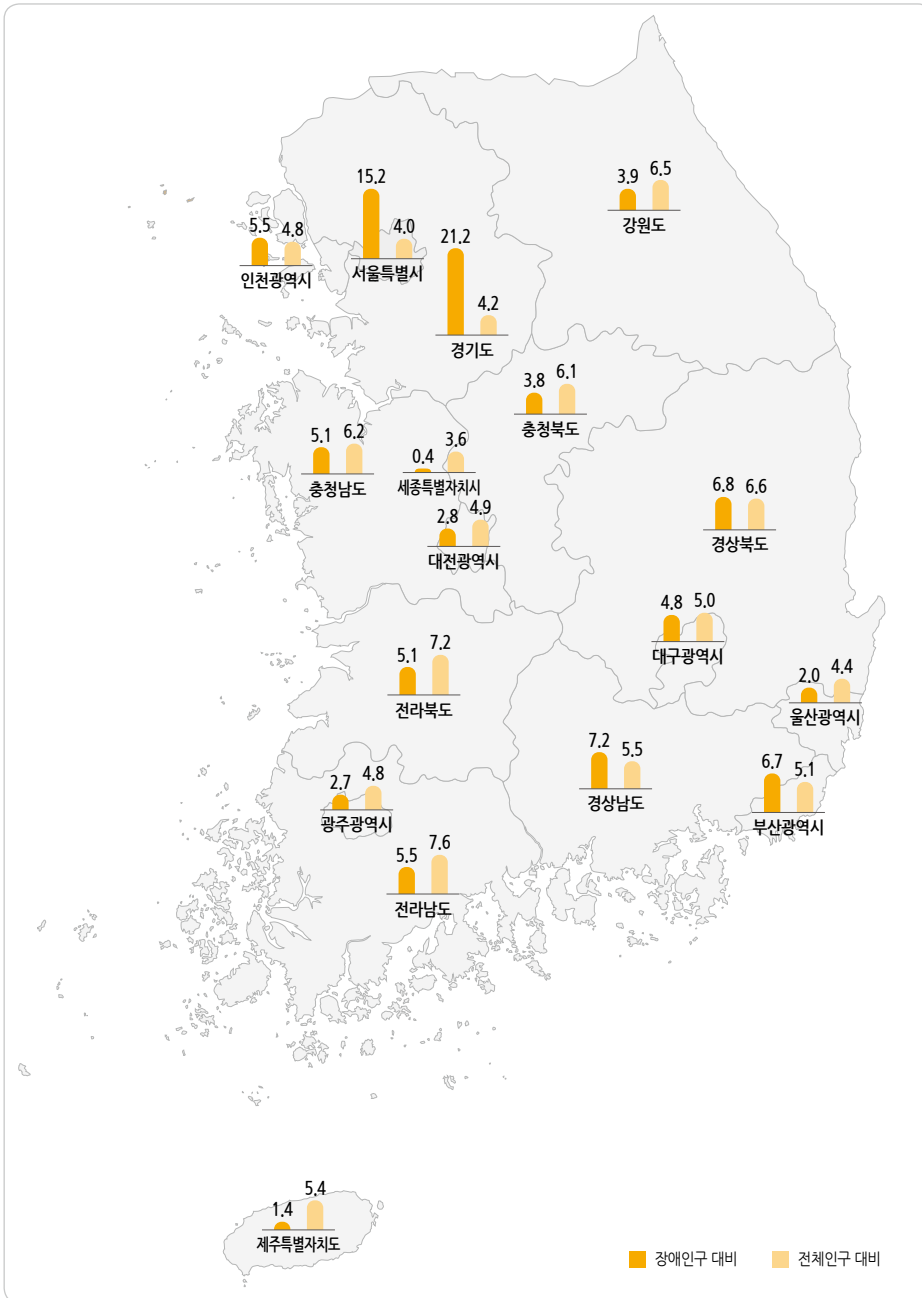 3.9 6.5
강원도
15.2 4.0
서울특별시
5.5 4.8
인천광역시
21.2 4.2
경기도
3.8 6.1
충청북도
5.1 6.2
충청남도
0.4 3.6
세종특별자치시
6.8 6.6
경상북도
2.8 4.9
대전광역시
4.8 5.0
대구광역시
5.1 7.2
전라북도
2.0 4.4
울산광역시
7.2 5.5
경상남도
6.7 5.1
부산광역시
2.7 4.8
광주광역시
5.5 7.6
전라남도
1.4 5.4
제주특별자치도
장애인구 대비 전체인구 대비